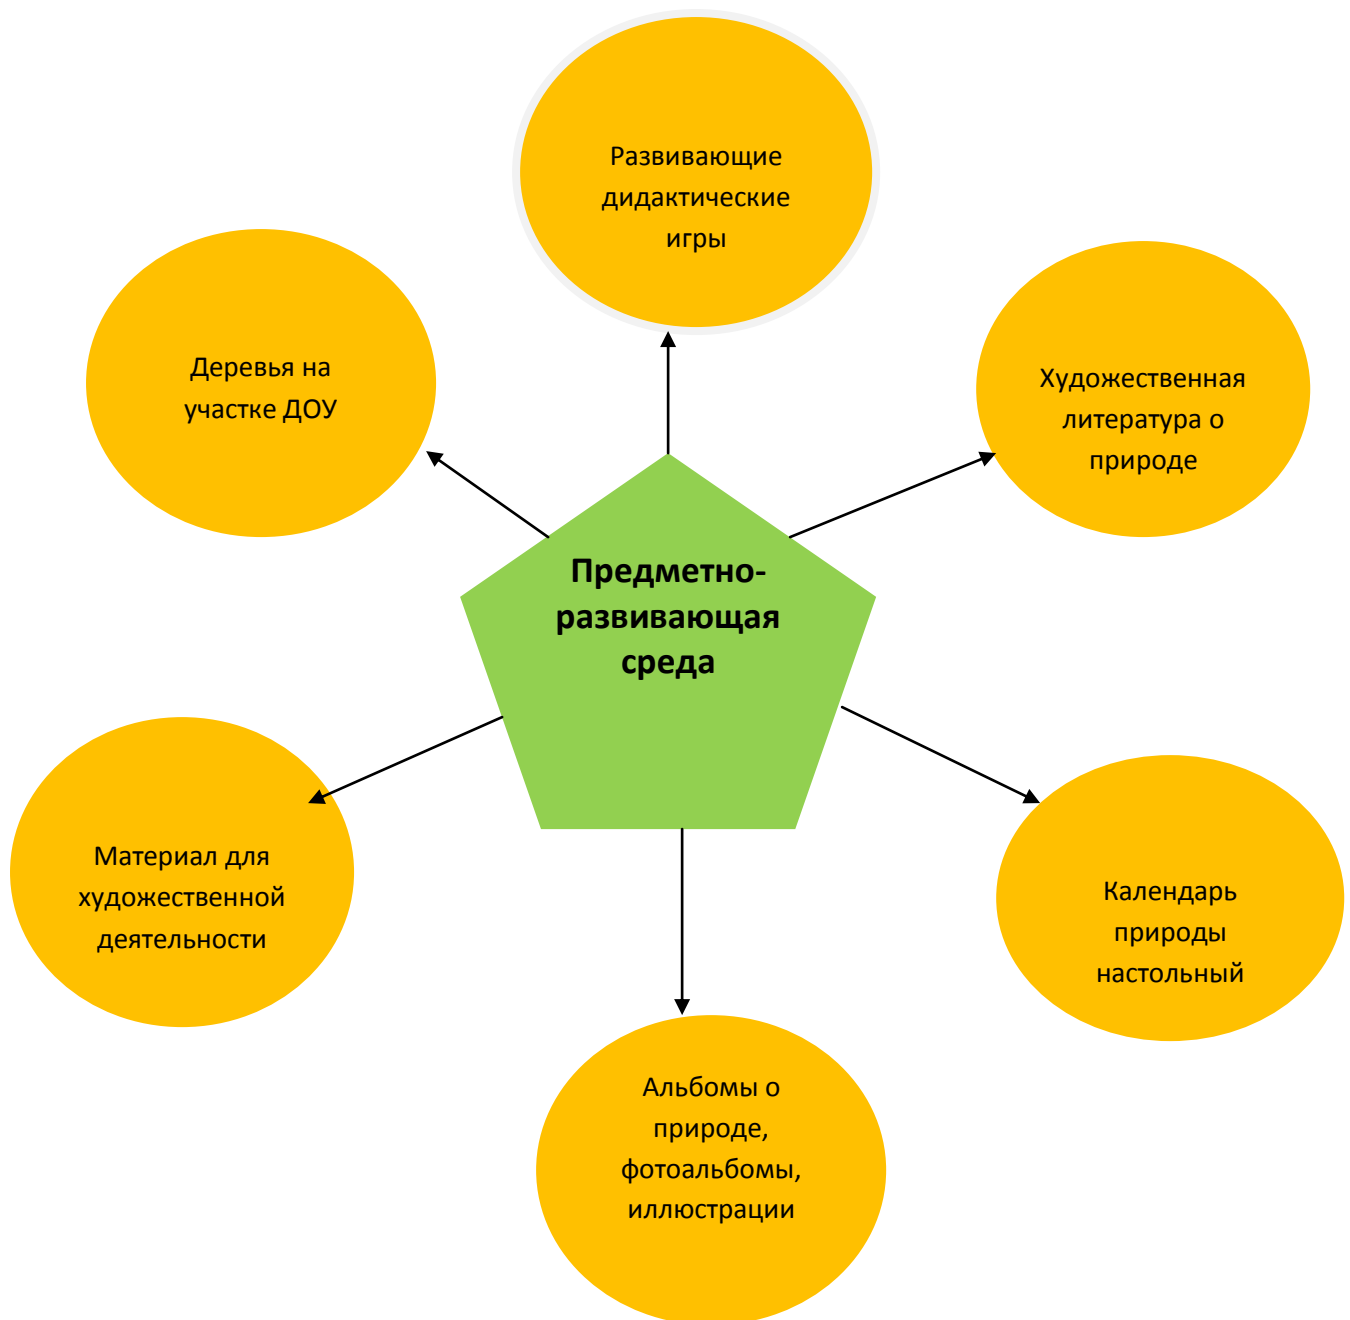 Развивающие
дидактические
игры
Деревья на
участке ДОУ
Художественная
литература о
природе
Предметно-
развивающая
среда
Материал для
художественной
деятельности
Календарь
природы
настольный
Альбомы о
природе,
фотоальбомы,
иллюстрации